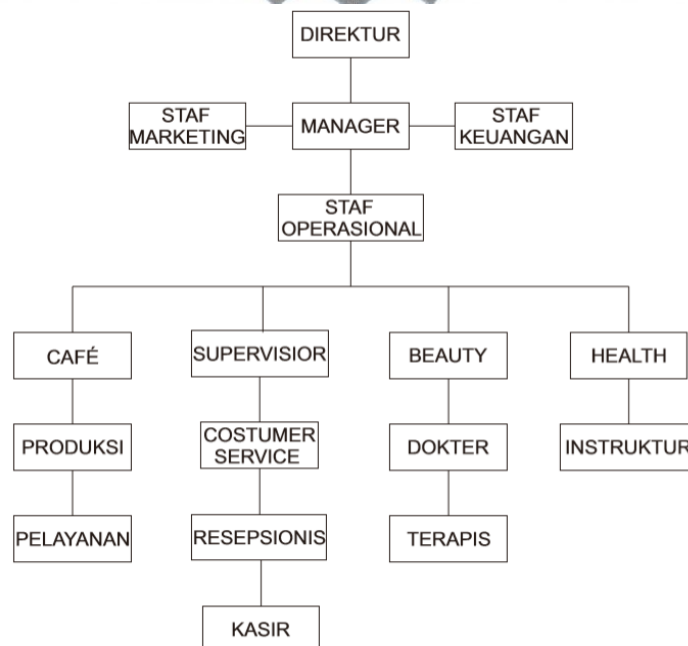 DIREKTUR
STAF
MARKETING
MANAGER
STAF
KEUANGAN
STAF
OPERASIONAL
CAFÉ
SUPERVISIOR
BEAUTY
HEALTH
PRODUKSI
COSTUMER
SERVICE
DOKTER
INSTRUKTUR
PELAYANAN
RESEPSIONIS
TERAPIS
KASIR